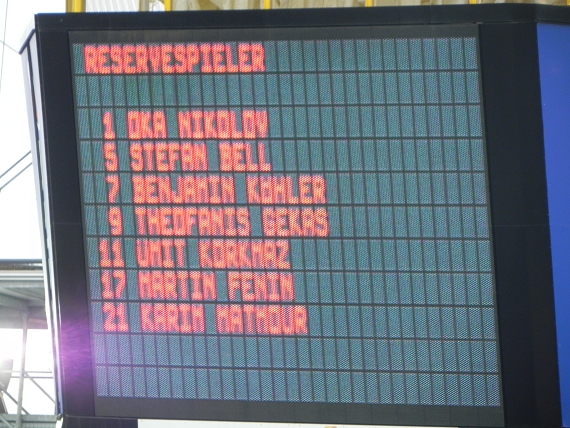 RESERVESPIELER
1 OKA NIKOLOV
5 STEFAN BELL
7 BENJAMIN KÖHLER
9 THEOFANIS GEKAS
11 ÜMIT KORKMAZ
17 MARTIN FENIN
21 KARIM MATMOUR